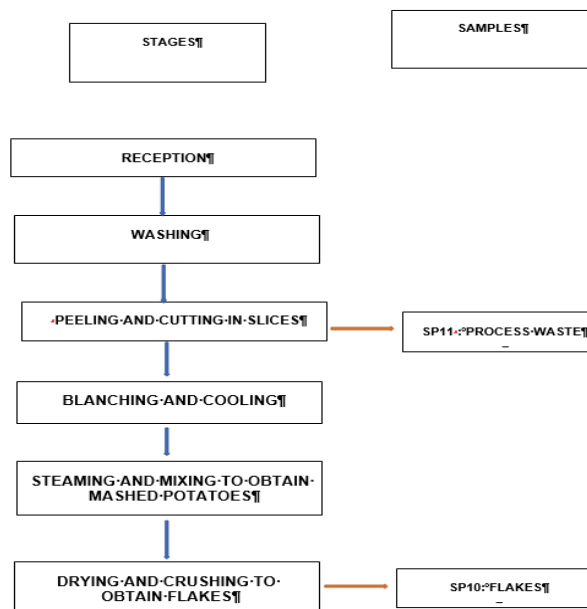 STAGES¶
SAMPLES¶
RECEPTION¶
WASHING¶
PEELING·AND·CUTTING·IN·SLICES¶
SP11·:°PROCESS·WASTE¶
BLANCHING·AND·COOLING¶
STEAMING·AND·MIXING·TO·OBTAIN·
MASHED·POTATOES¶
DRYING·AND·CRUSHING·TO·
OBTAIN·FLAKES¶
SP10:°FLAKES¶